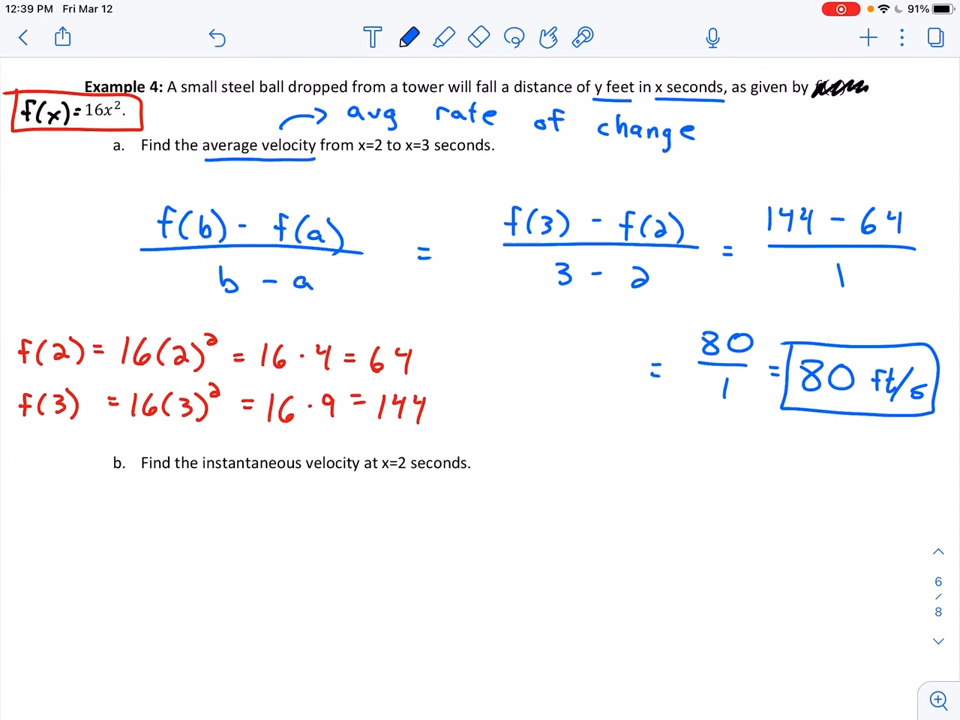 12:39 PM Fri Mar 12 91%
T
Example 4: A small steel ball dropped from a tower will fall a distance of y feet in x seconds, as given by
f(x) = 16x².
→ avg rate of change
a. Find the average velocity from x=2 to x=3 seconds.
f(b) - f(a) / b - a = f(3) - f(2) / 3 - 2 = 144 - 64 / 1
= 80 / 1 = 80 ft/s
f(2) = 16(2)² = 16 · 4 = 64
f(3) = 16(3)² = 16 · 9 = 144
b. Find the instantaneous velocity at x=2 seconds.
6
/
8